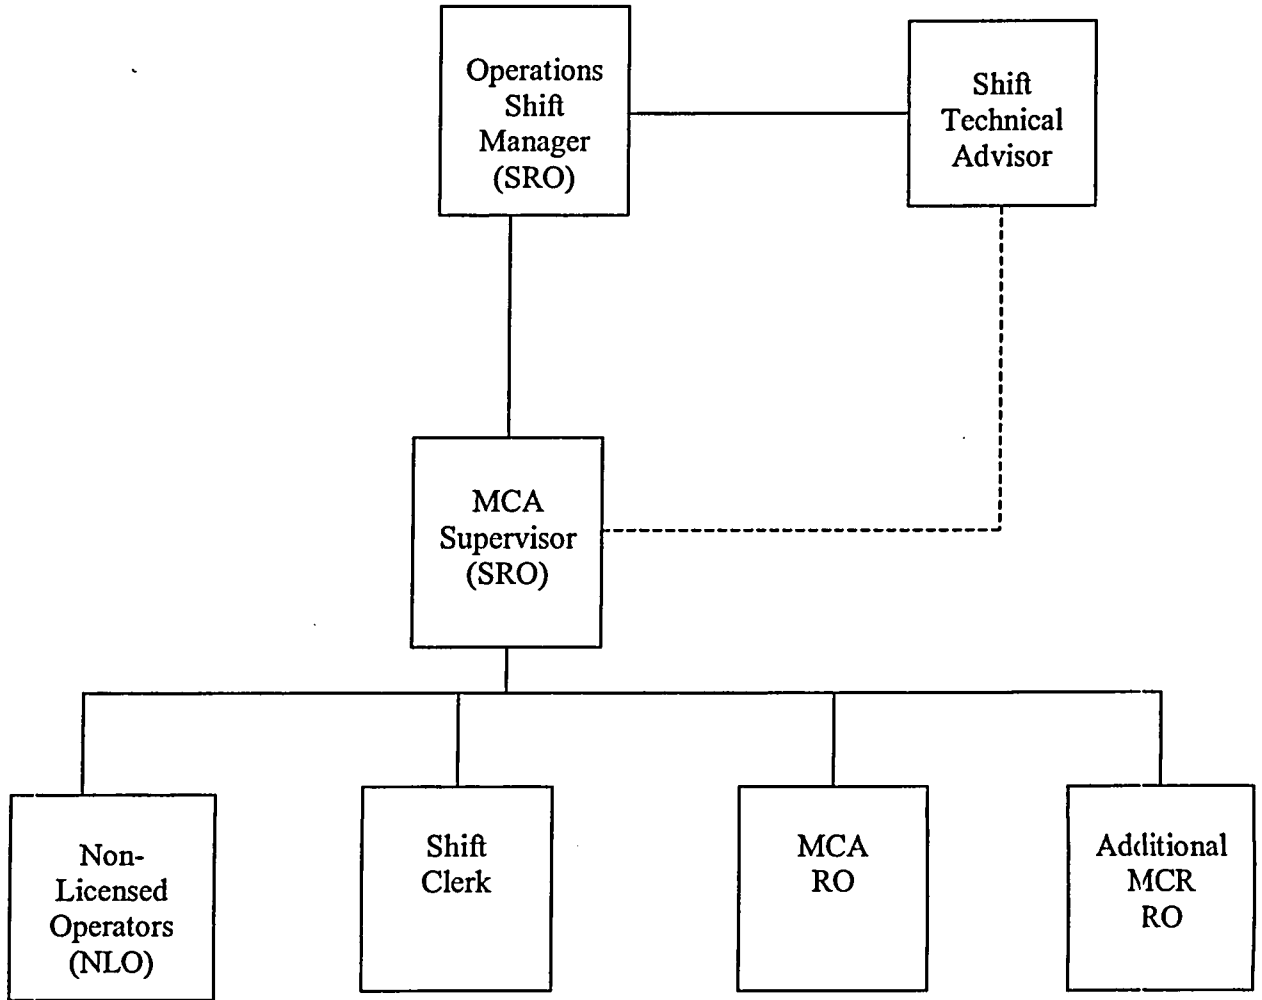 Operations
Shift
Manager
(SRO)
Shift
Technical
Advisor
MCA
Supervisor
(SRO)
Non-
Licensed
Operators
(NLO)
Shift
Clerk
MCA
RO
Additional
MCR
RO